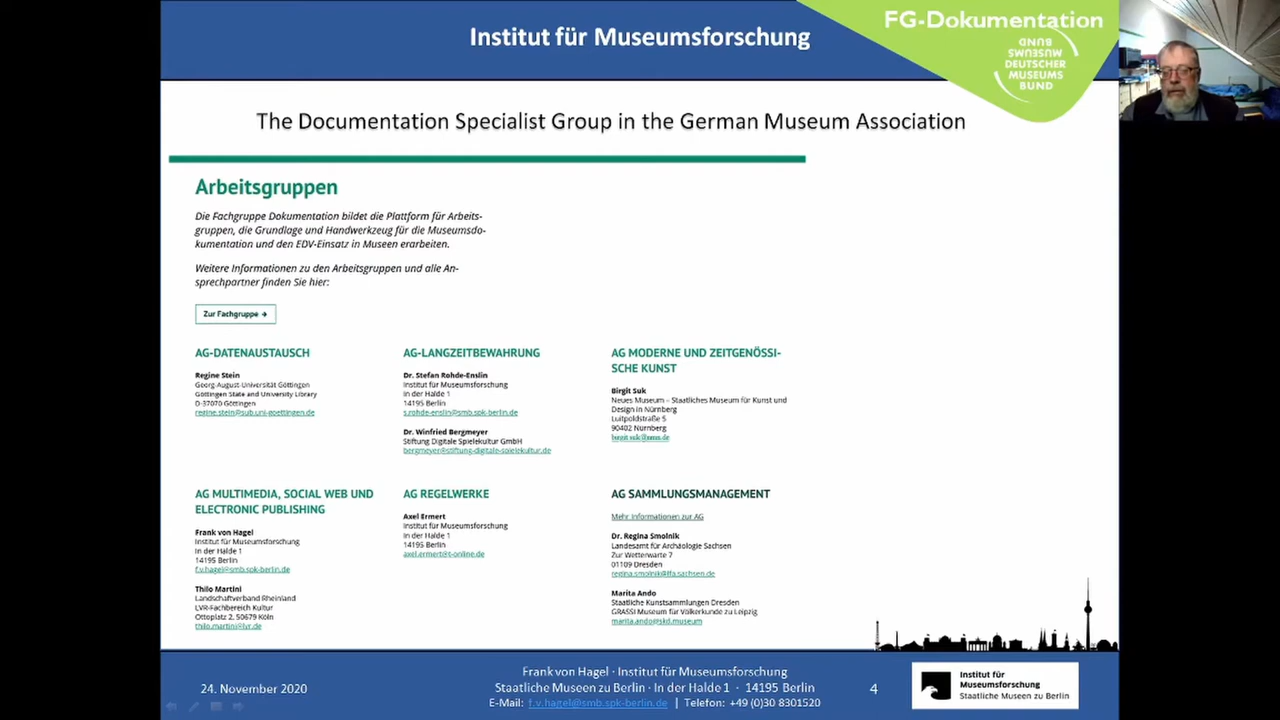 Institut für Museumsforschung
FG-Dokumentation
BUND
MUSEUMS
DEUTSCHER
MUSEUMS
BUND
The Documentation Specialist Group in the German Museum Association
Arbeitsgruppen
Die Fachgruppe Dokumentation bildet die Plattform für Arbeits-
gruppen, die Grundlage und Handwerkzeug für die Museumsdo-
kumentation und den EDV-Einsatz in Museen erarbeiten.
Weitere Informationen zu den Arbeitsgruppen und alle An-
sprechpartner finden Sie hier:
Zur Fachgruppe →
AG-DATENAUSTAUSCH
Regine Stein
Georg-August-Universität Göttingen
Göttingen State and University Library
D-37070 Göttingen
regine.stein@sub.uni-goettingen.de
AG-LANGZEITBEWAHRUNG
Dr. Stefan Rohde-Enslin
Institut für Museumsforschung
In der Halde 1
14195 Berlin
s.rohde-enslin@smb.spk-berlin.de
Dr. Winfried Bergmeyer
Stiftung Digitale Spielekultur GmbH
bergmeyer@stiftung-digitale-spielekultur.de
AG MODERNE UND ZEITGENÖSSI-
SCHE KUNST
Birgit Suk
Neues Museum – Staatliches Museum für Kunst und
Design in Nürnberg
Luitpoldstraße 5
90402 Nürnberg
birgit.suk@nmn.de
AG MULTIMEDIA, SOCIAL WEB UND
ELECTRONIC PUBLISHING
Frank von Hagel
Institut für Museumsforschung
In der Halde 1
14195 Berlin
f.v.hagel@smb.spk-berlin.de
Thilo Martini
Landschaftverband Rheinland
LVR-Fachbereich Kultur
Ottoplatz 2, 50679 Köln
thilo.martini@lvr.de
AG REGELWERKE
Axel Ermert
Institut für Museumsforschung
In der Halde 1
14195 Berlin
axel.ermert@t-online.de
AG SAMMLUNGSMANAGEMENT
Mehr Informationen zur AG
Dr. Regina Smolnik
Landesamt für Archäologie Sachsen
Zur Wetterwarte 7
01109 Dresden
regina.smolnik@lfa.sachsen.de
Marita Ando
Staatliche Kunstsammlungen Dresden
GRASSI Museum für Völkerkunde zu Leipzig
marita.ando@skd.museum
24. November 2020
Frank von Hagel · Institut für Museumsforschung
Staatliche Museen zu Berlin · In der Halde 1 · 14195 Berlin
E-Mail: f.v.hagel@smb.spk-berlin.de | Telefon: +49 (0)30 8301520
4
Institut für
Museumsforschung
Staatliche Museen zu Berlin